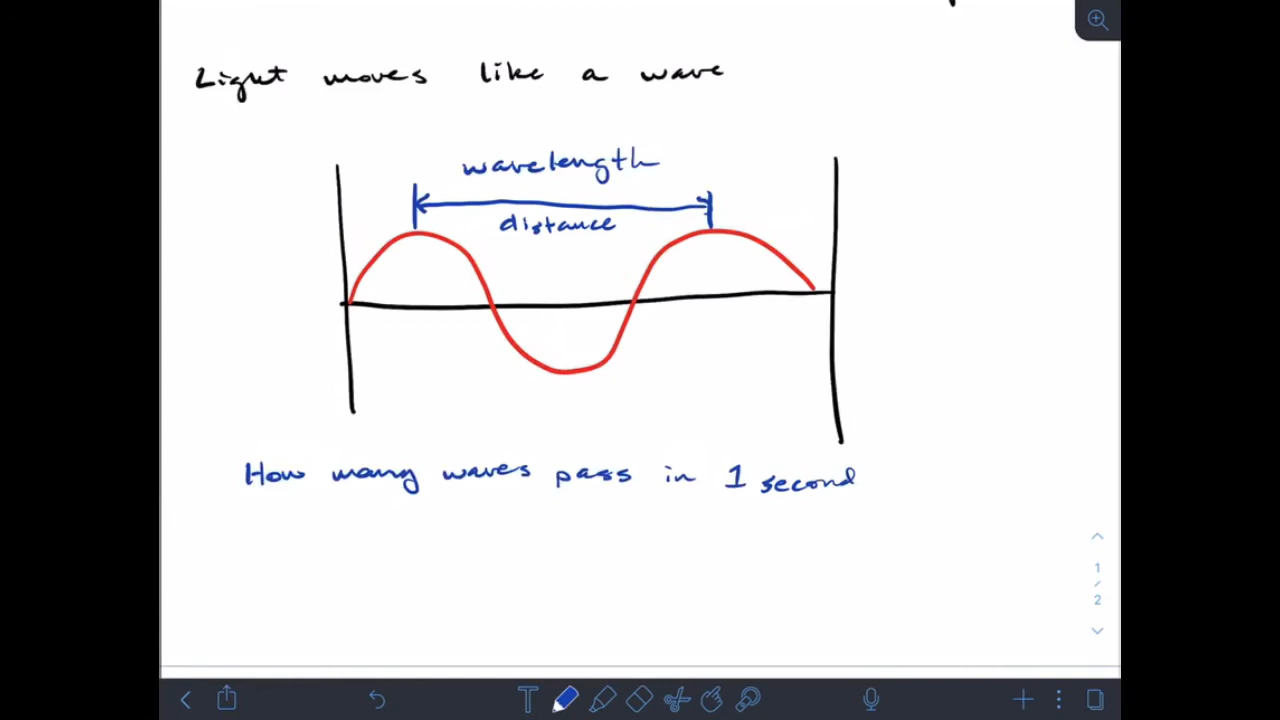 Light moves like a wave
wavelength
distance
How many waves pass in 1 second
1
/
2
T